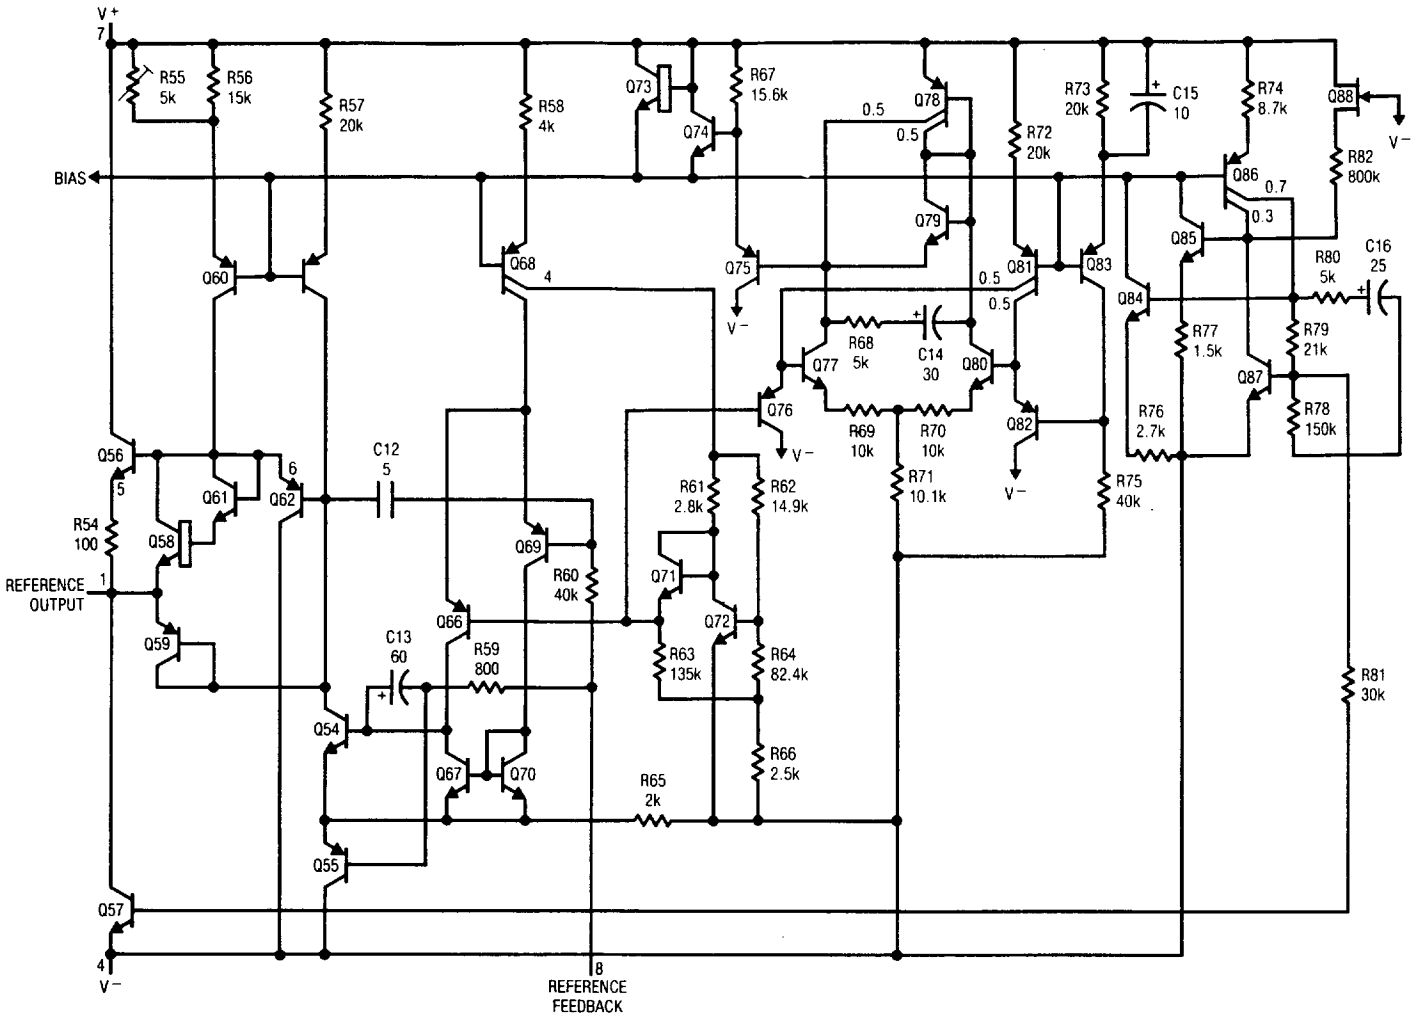 V+
7
R55
5k
R56
15k
R57
20k
R58
4k
Q73
Q74
R67
15.6k
0.5
Q78
0.5
R72
20k
R73
20k
C15
+
10
R74
8.7k
Q88
V−
R82
800k
BIAS
Q60
Q68
4
Q75
V−
Q79
Q81
0.5
0.5
Q83
Q86
0.7
0.3
Q85
Q84
R80
5k
C16
25
+
R77
1.5k
R79
21k
R68
5k
+
C14
30
Q77
Q80
Q87
Q76
V−
R69
10k
R70
10k
Q82
V−
R76
2.7k
R78
150k
Q56
5
6
Q61
Q62
C12
5
R61
2.8k
R62
14.9k
R71
10.1k
R75
40k
R54
100
Q58
Q69
R60
40k
Q71
REFERENCE
OUTPUT
1
Q59
Q66
Q72
C13
60
+
R59
800
R63
135k
R64
82.4k
R81
30k
Q54
Q67
Q70
R66
2.5k
R65
2k
Q55
Q57
4
V−
8
REFERENCE
FEEDBACK